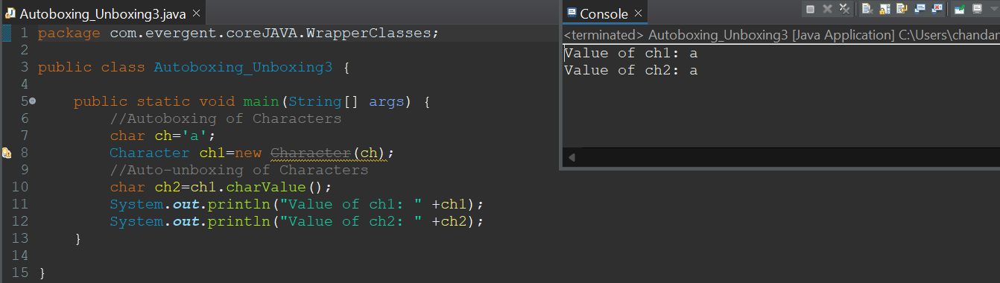 Autoboxing_Unboxing3.java
1 package com.evergent.coreJAVA.WrapperClasses;
2
3 public class Autoboxing_Unboxing3 {
4
5 public static void main(String[] args) {
6 //Autoboxing of Characters
7 char ch='a';
8 Character ch1=new Character(ch);
9 //Auto-unboxing of Characters
10 char ch2=ch1.charValue();
11 System.out.println("Value of ch1: " +ch1);
12 System.out.println("Value of ch2: " +ch2);
13 }
14
15 }
Console
<terminated> Autoboxing_Unboxing3 [Java Application] C:\Users\chandan
Value of ch1: a
Value of ch2: a